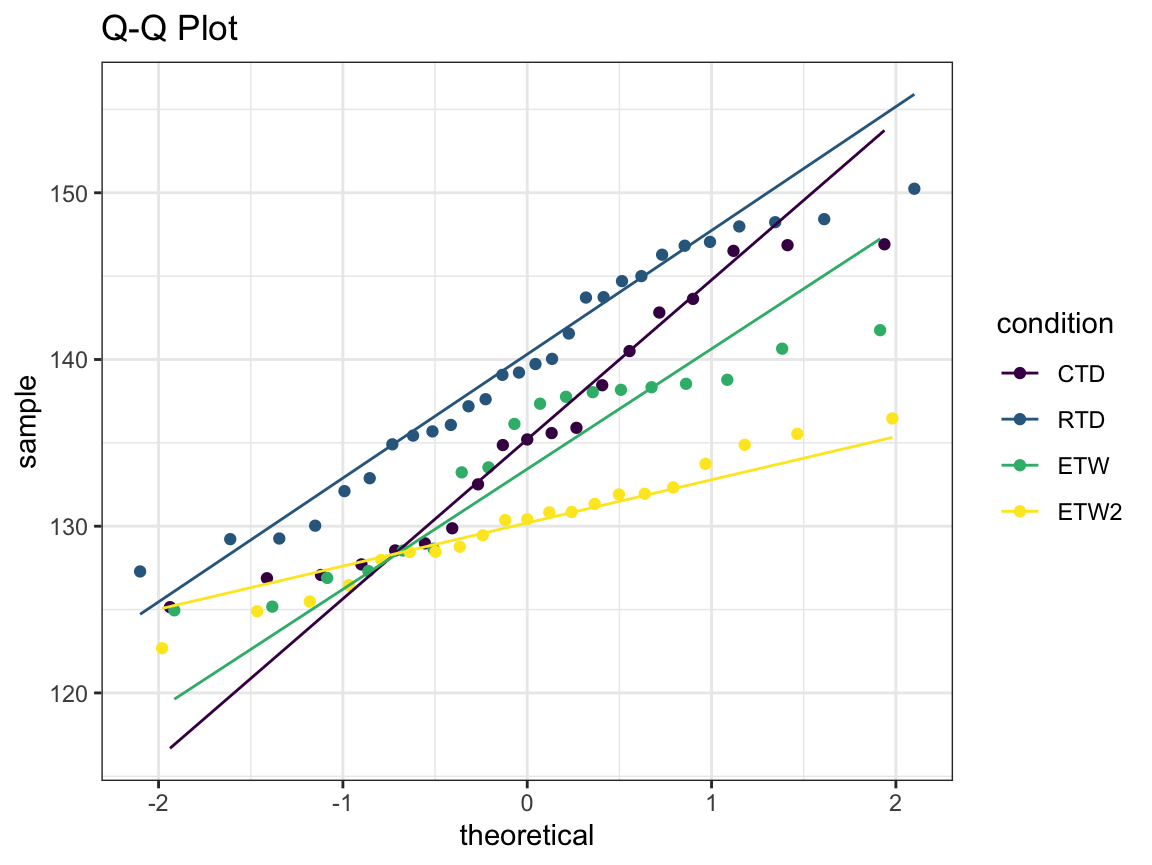 Q-Q Plot
150
140
130
120
sample
-2 -1 0 1 2
theoretical
condition
CTD
RTD
ETW
ETW2